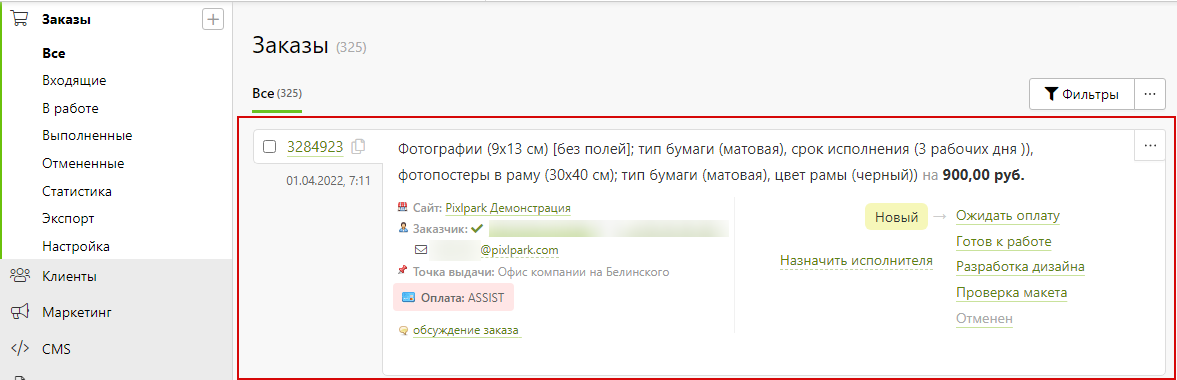 Заказы
Все
Входящие
В работе
Выполненные
Отмененные
Статистика
Экспорт
Настройка
Клиенты
Маркетинг
CMS
Заказы (325)
Все (325)
Фильтры
3284923
01.04.2022, 7:11
Фотографии (9х13 см) [без полей]; тип бумаги (матовая), срок исполнения (3 рабочих дня )),
фотопостеры в раму (30х40 см); тип бумаги (матовая), цвет рамы (черный)) на 900,00 руб.
Сайт: Pixlpark Демонстрация
Заказчик:
@pixlpark.com
Точка выдачи: Офис компании на Белинского
Оплата: ASSIST
обсуждение заказа
Назначить исполнителя
Новый → Ожидать оплату
Готов к работе
Разработка дизайна
Проверка макета
Отменен